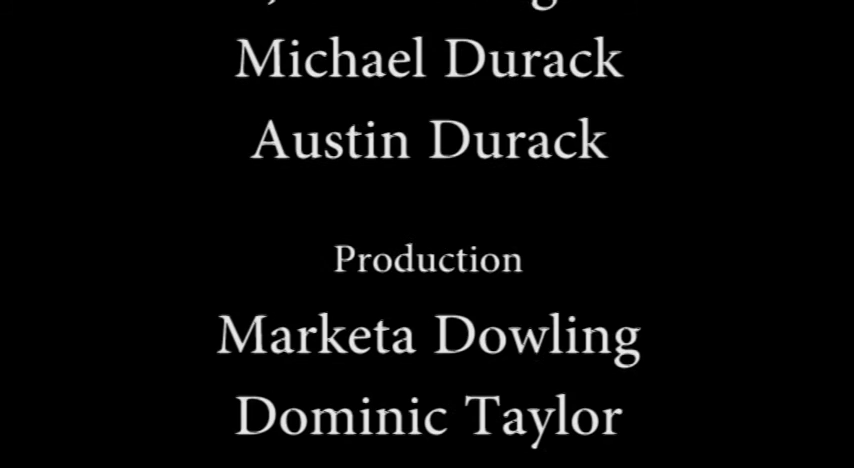 Michael Durack
Austin Durack
Production
Marketa Dowling
Dominic Taylor